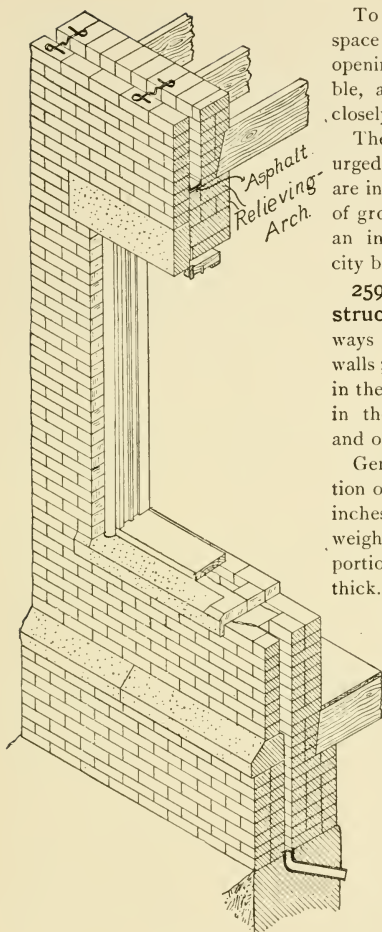 To
space
openin
ble, a
closely
The
urged
are in
of gro
an in
city b
259
struc
ways
walls
in the
in th
and o
Gen
tion o
inches
weigh
portio
thick.
Asphalt.
Relieving-
Arch.